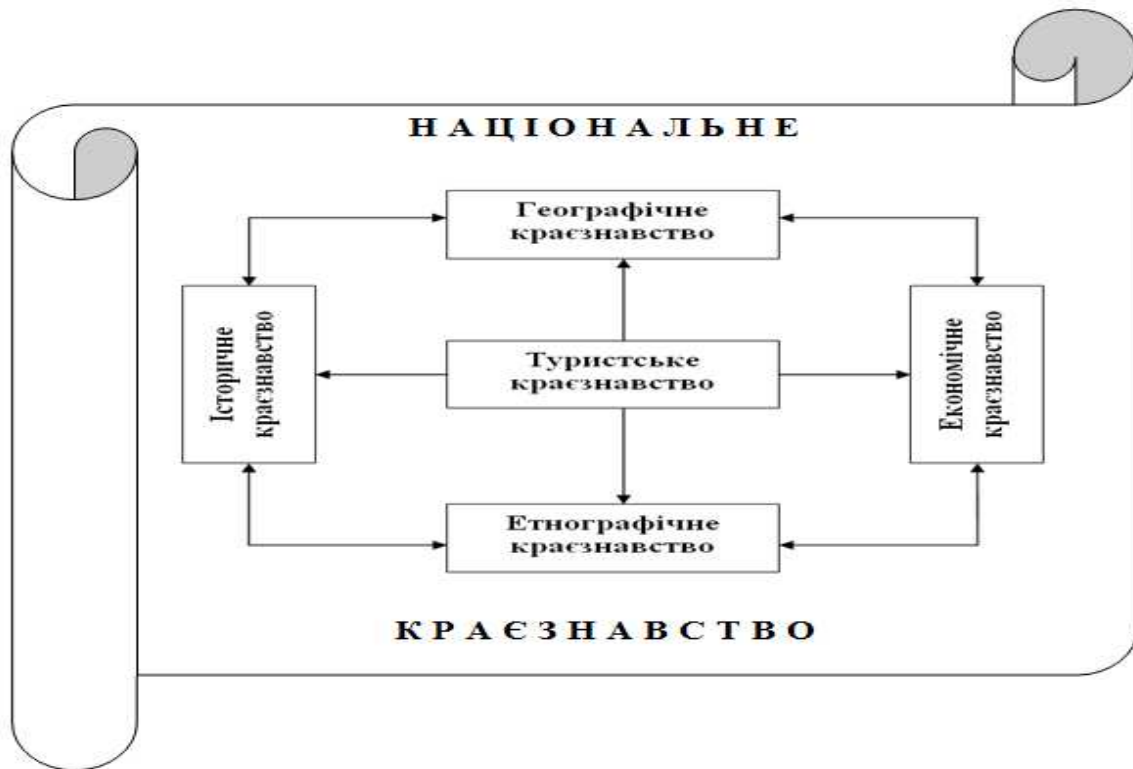 НАЦІОНАЛЬНЕ
Географічне
краєзнавство
Історичне
краєзнавство
Туристське
краєзнавство
Економічне
краєзнавство
Етнографічне
краєзнавство
КРАЄЗНАВСТВО